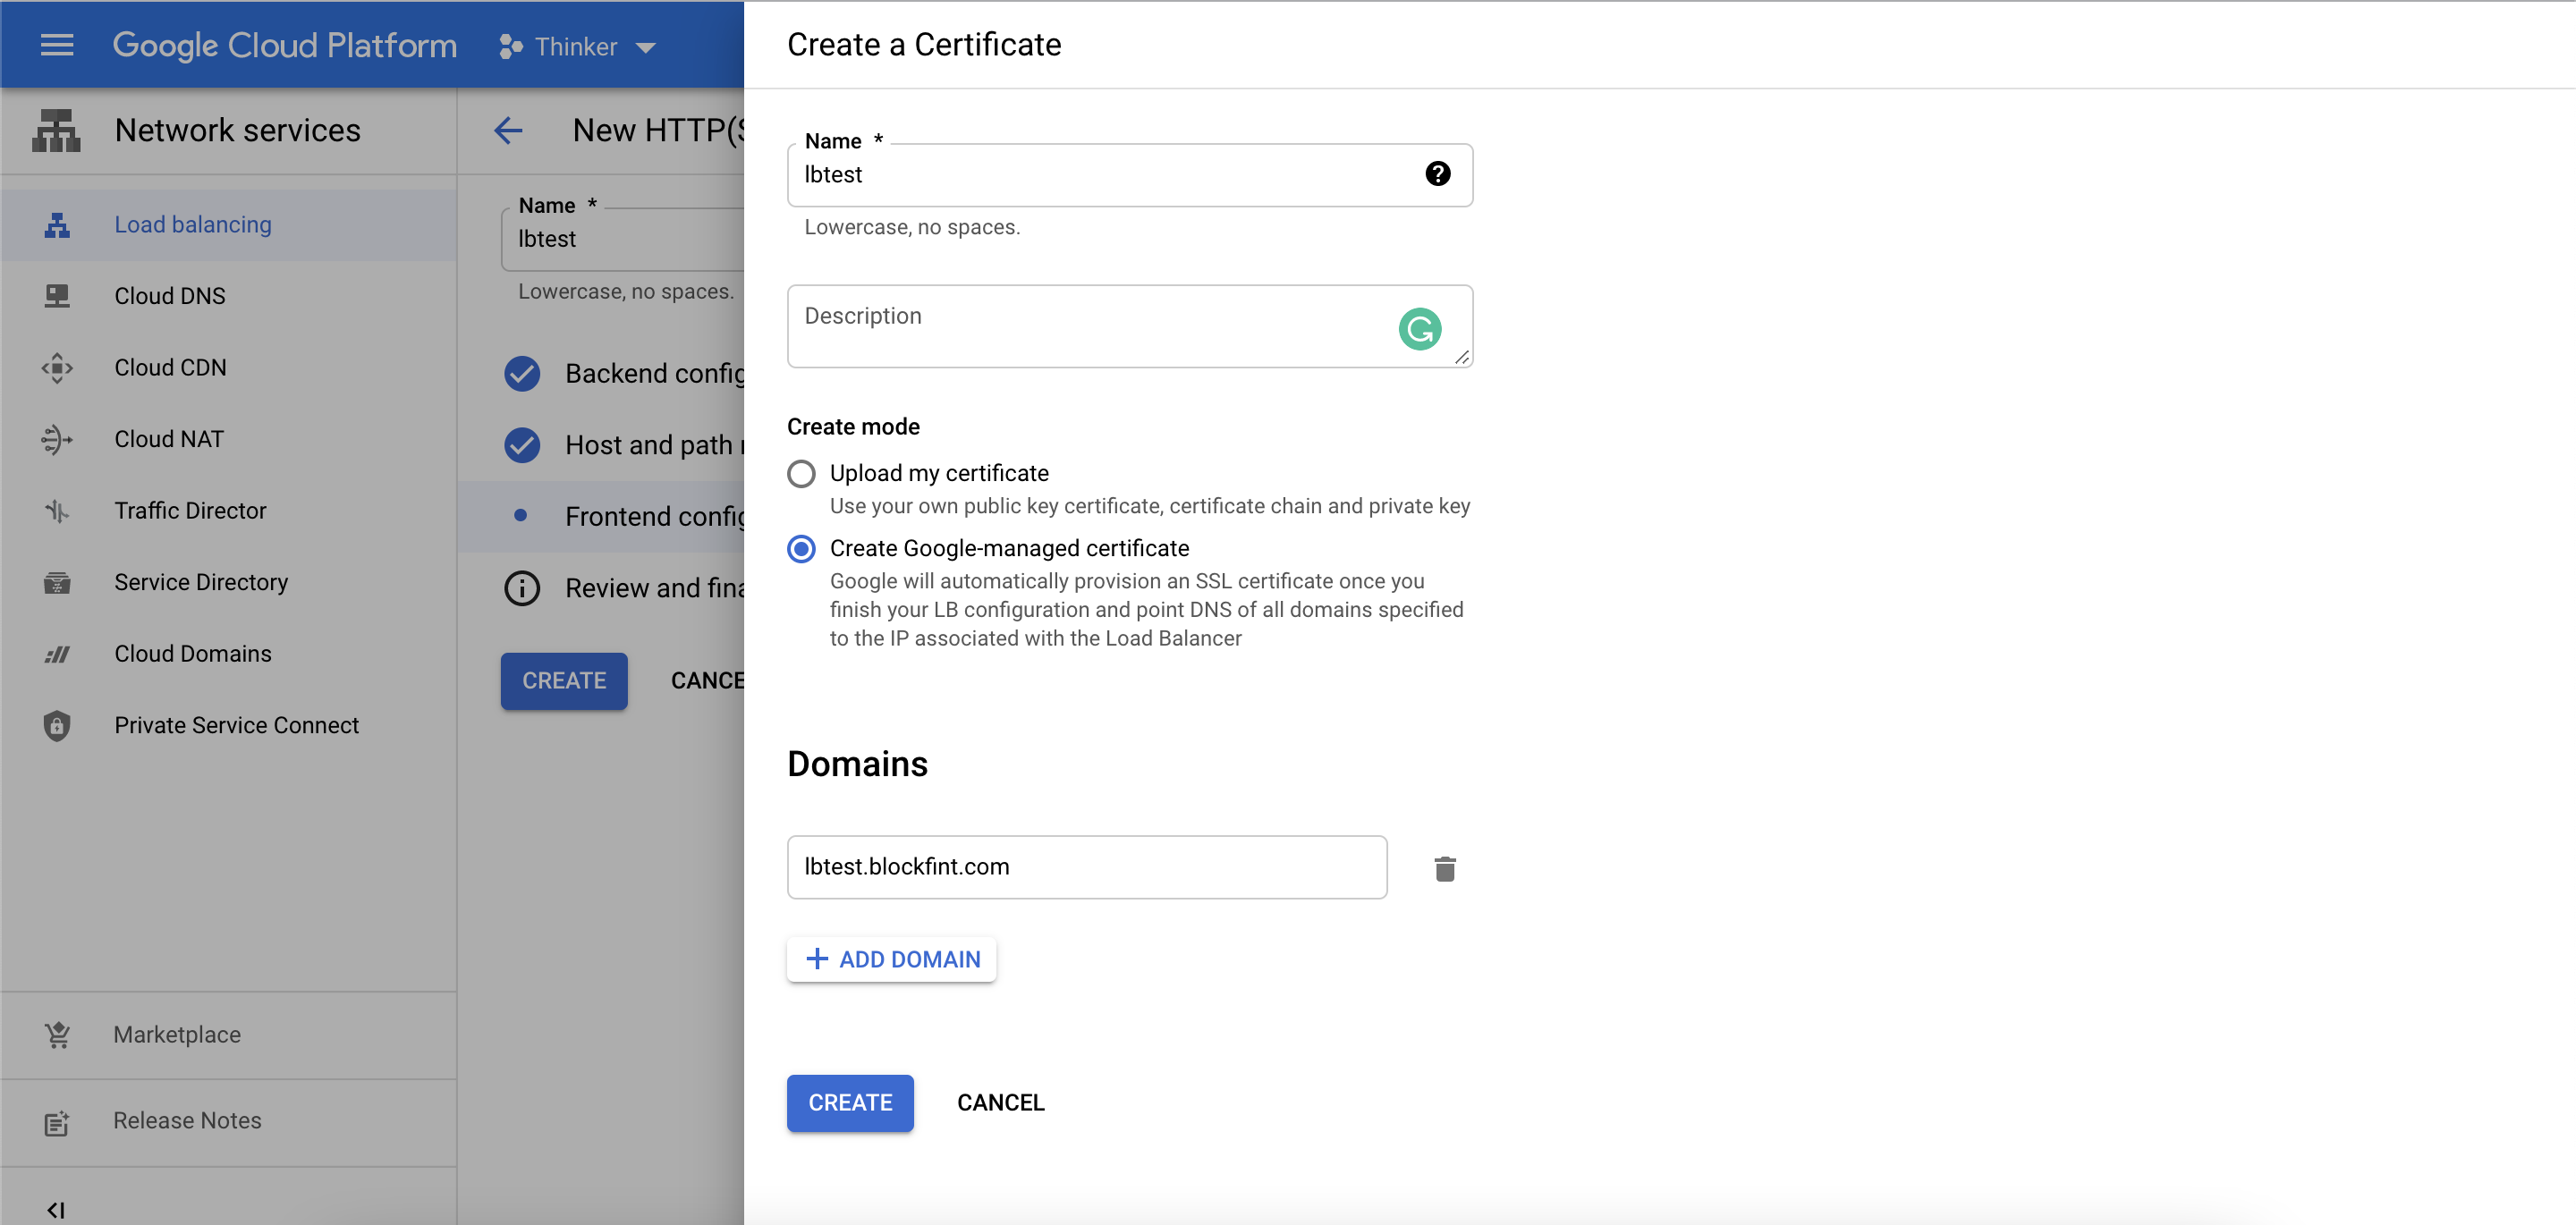 Google Cloud Platform
Thinker
Network services
Load balancing
Cloud DNS
Cloud CDN
Cloud NAT
Traffic Director
Service Directory
Cloud Domains
Private Service Connect
Marketplace
Release Notes
New HTTP(S
Name *
lbtest
Lowercase, no spaces.
Backend config
Host and path r
Frontend config
Review and fina
CREATE CANCE
Create a Certificate
Name *
lbtest
Lowercase, no spaces.
Description
Create mode
Upload my certificate
Use your own public key certificate, certificate chain and private key
Create Google-managed certificate
Google will automatically provision an SSL certificate once you
finish your LB configuration and point DNS of all domains specified
to the IP associated with the Load Balancer
Domains
lbtest.blockfint.com
+ ADD DOMAIN
CREATE CANCEL